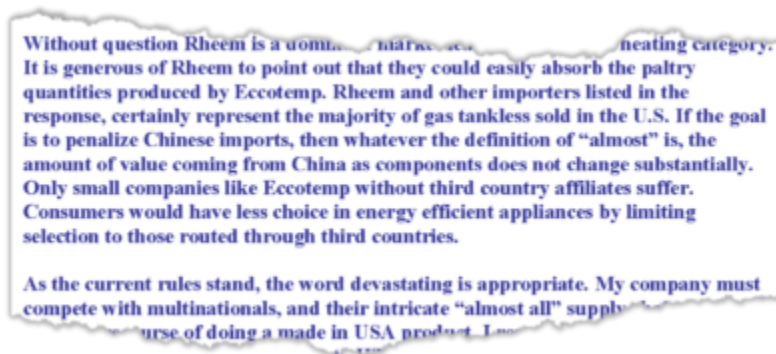 Without question Rheem is a heating category.
It is generous of Rheem to point out that they could easily absorb the paltry
quantities produced by Eccotemp. Rheem and other importers listed in the
response, certainly represent the majority of gas tankless sold in the U.S. If the goal
is to penalize Chinese imports, then whatever the definition of “almost” is, the
amount of value coming from China as components does not change substantially.
Only small companies like Eccotemp without third country affiliates suffer.
Consumers would have less choice in energy efficient appliances by limiting
selection to those routed through third countries.
As the current rules stand, the word devastating is appropriate. My company must
compete with multinationals, and their intricate “almost all” supply
of doing a made in USA product.